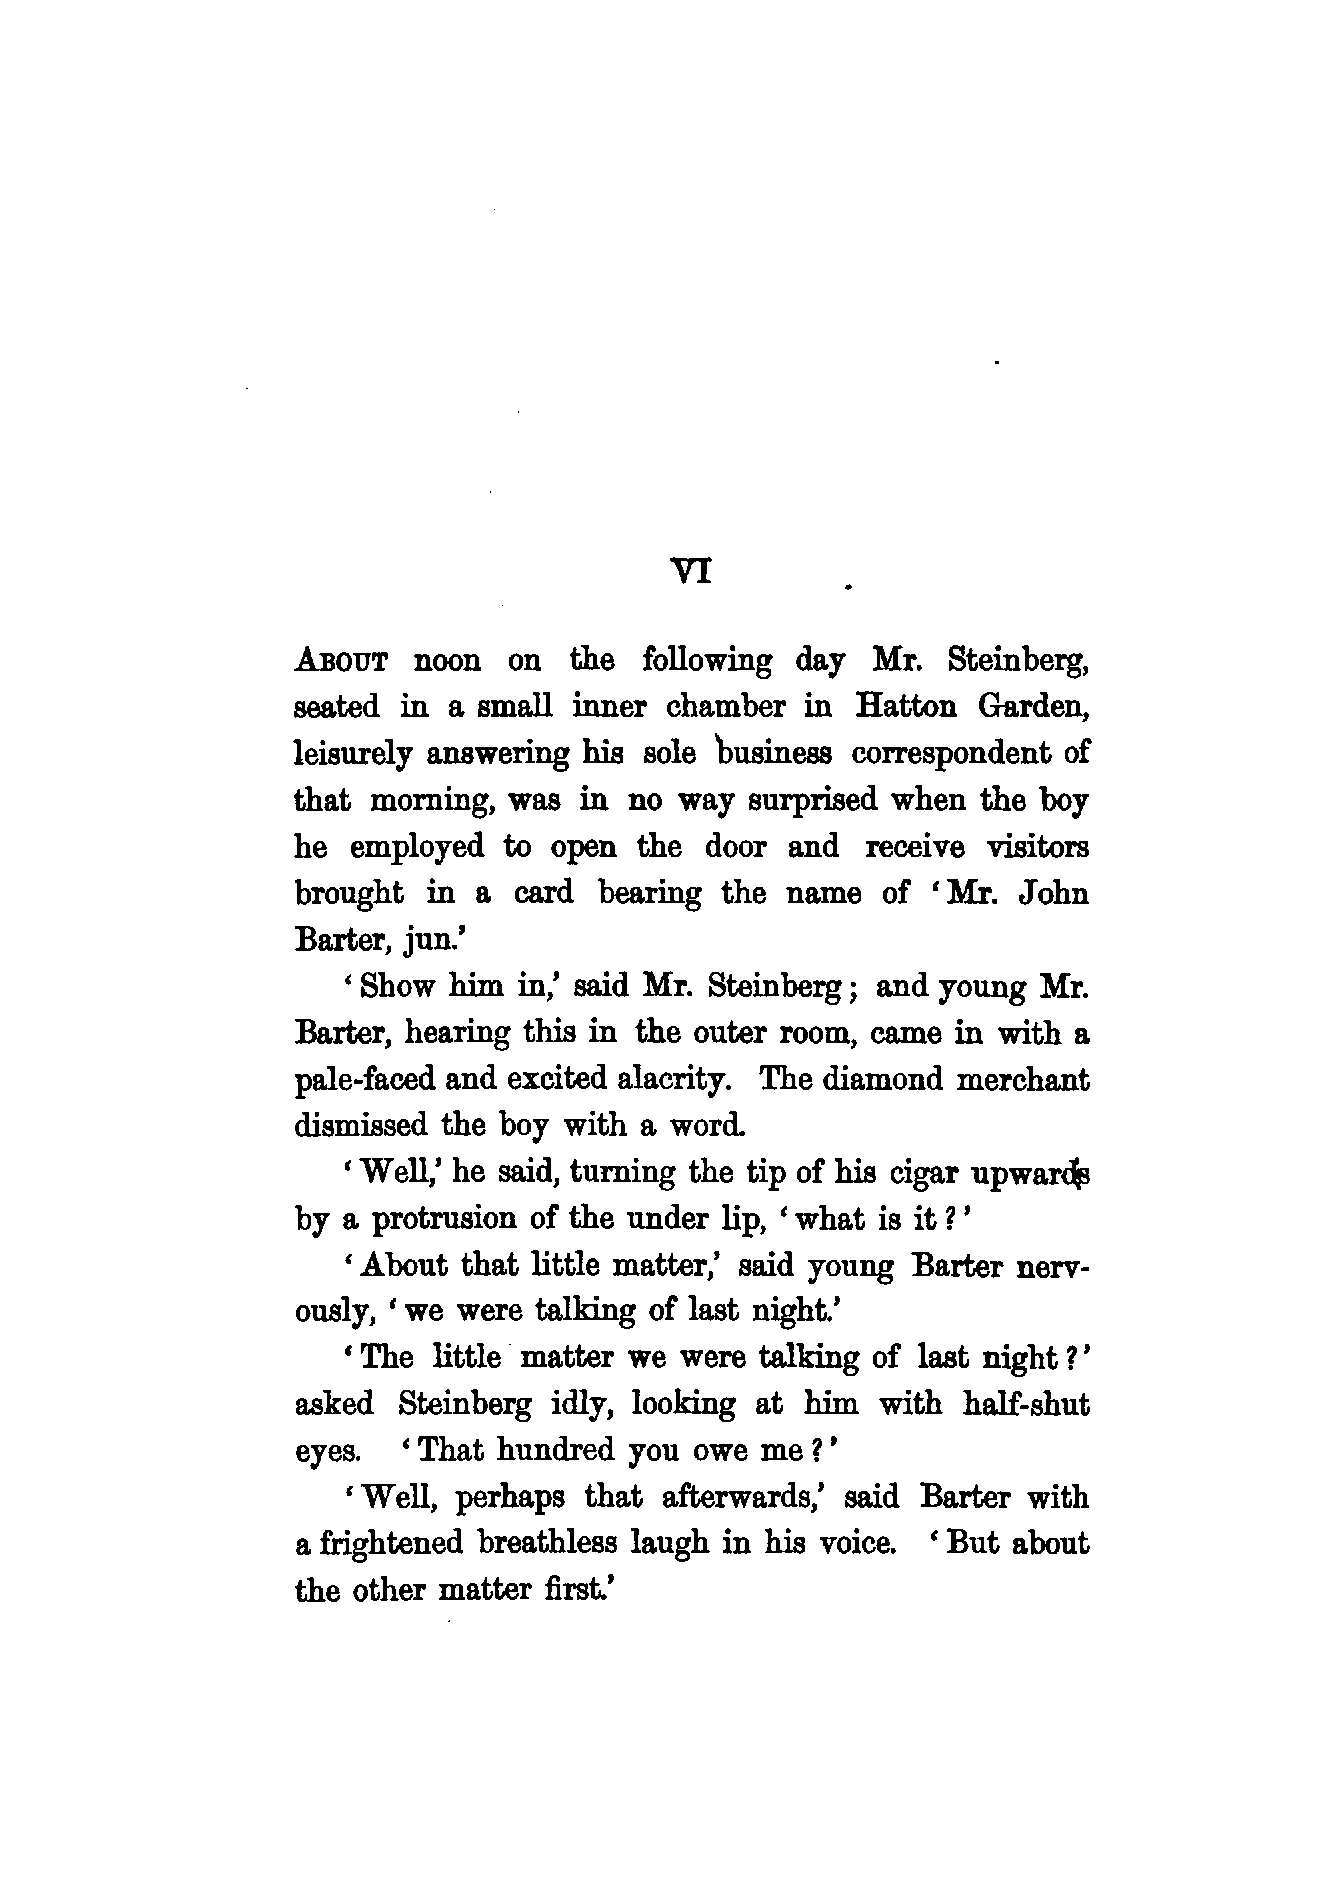 VI
ABOUT noon on the following day Mr. Steinberg,
seated in a small inner chamber in Hatton Garden,
leisurely answering his sole business correspondent of
that morning, was in no way surprised when the boy
he employed to open the door and receive visitors
brought in a card bearing the name of ‘Mr. John
Barter, jun.’
‘Show him in,’ said Mr. Steinberg; and young Mr.
Barter, hearing this in the outer room, came in with a
pale-faced and excited alacrity. The diamond merchant
dismissed the boy with a word.
‘Well,’ he said, turning the tip of his cigar upwards
by a protrusion of the under lip, ‘what is it?’
‘About that little matter,’ said young Barter nerv-
ously, ‘we were talking of last night.’
‘The little matter we were talking of last night?’
asked Steinberg idly, looking at him with half-shut
eyes. ‘That hundred you owe me?’
‘Well, perhaps that afterwards,’ said Barter with
a frightened breathless laugh in his voice. ‘But about
the other matter first.’